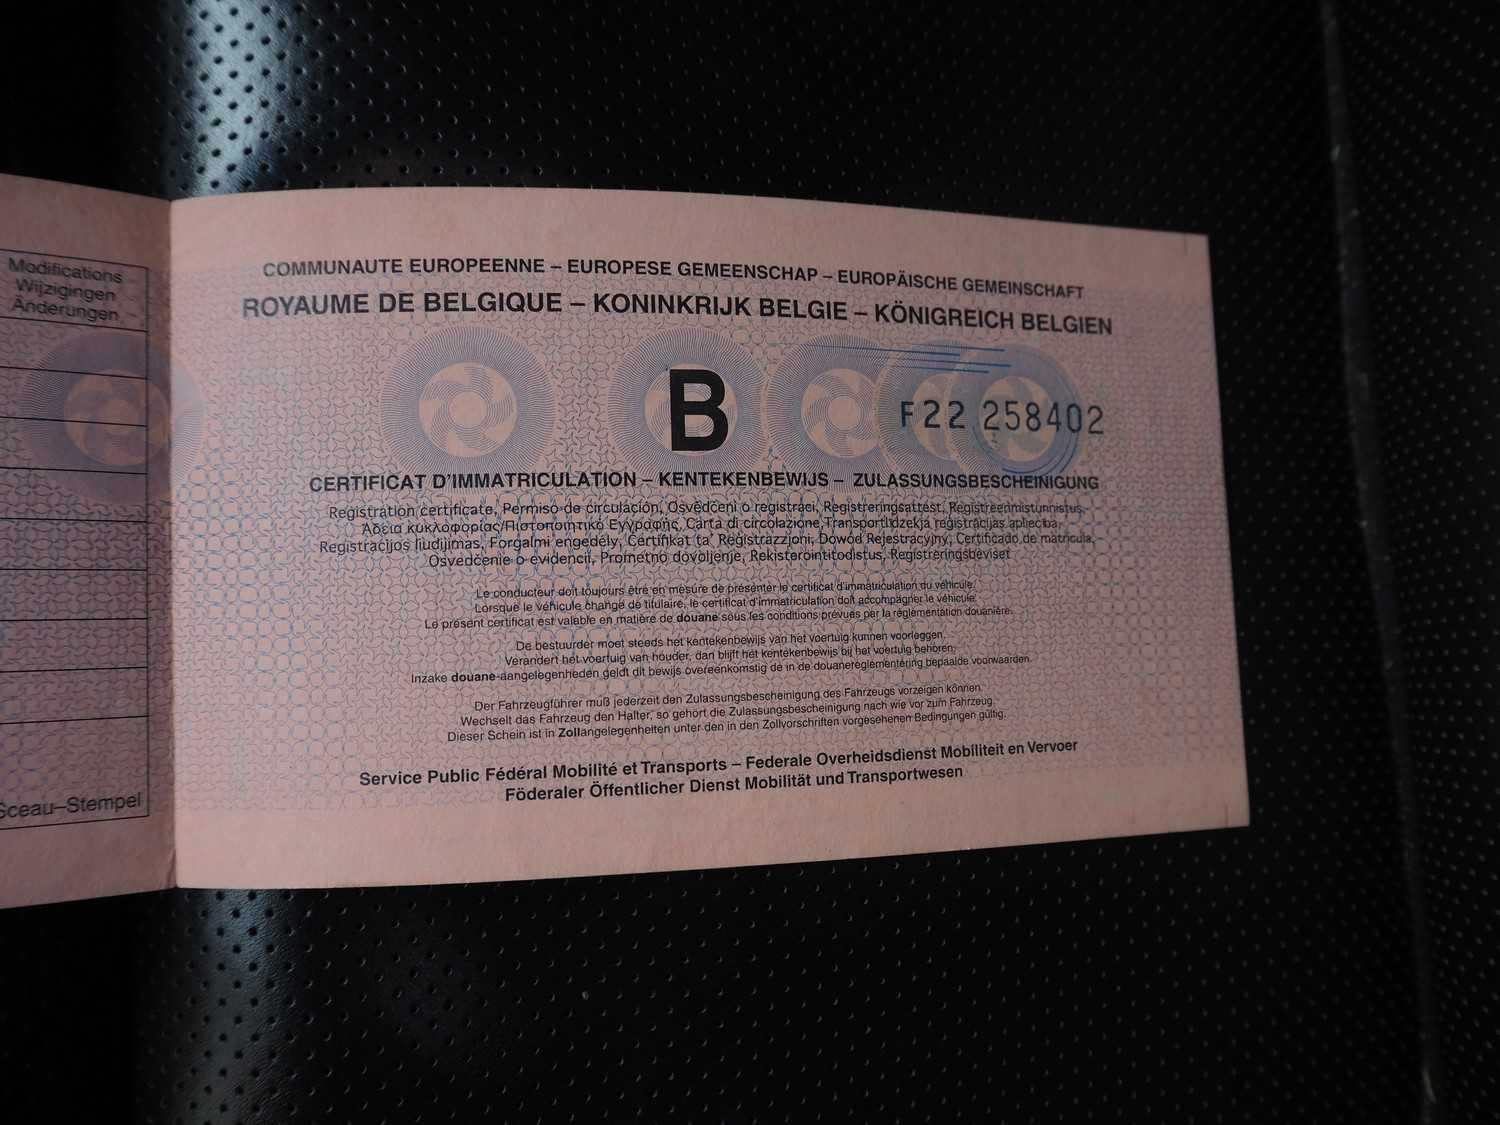 Modifications
Wijzigingen
Änderungen
Sceau–Stempel
COMMUNAUTE EUROPEENNE – EUROPESE GEMEENSCHAP – EUROPÄISCHE GEMEINSCHAFT
ROYAUME DE BELGIQUE – KONINKRIJK BELGIE – KÖNIGREICH BELGIEN
B
F22 258402
CERTIFICAT D'IMMATRICULATION – KENTEKENBEWIJS – ZULASSUNGSBESCHEINIGUNG
Registration certificate, Permiso de circulación, Osvědčení o registraci, Registreringsattest, Registreerimistunnistus,
Άδεια κυκλοφορίας/Πιστοποιητικό Εγγραφής, Carta di circolazione, Transportlīdzekļa reģistrācijas apliecība,
Registracijos liudijimas, Forgalmi engedély, Ċertifikat ta' Reġistrazzjoni, Dowód Rejestracyjny, Certificado de matrícula,
Osvedčenie o evidencii, Prometno dovoljenje, Rekisteröintitodistus, Registreringsbeviset
Le conducteur doit toujours être en mesure de présenter le certificat d'immatriculation du véhicule.
Lorsque le véhicule change de titulaire, le certificat d'immatriculation doit accompagner le véhicule.
Le présent certificat est valable en matière de douane sous les conditions prévues par la réglementation douanière.
De bestuurder moet steeds het kentekenbewijs van het voertuig kunnen voorleggen.
Verandert het voertuig van houder, dan blijft het kentekenbewijs bij het voertuig behoren.
Inzake douane-aangelegenheden geldt dit bewijs overeenkomstig de in de douanereglementering bepaalde voorwaarden.
Der Fahrzeugführer muß jederzeit den Zulassungsbescheinigung des Fahrzeugs vorzeigen können.
Wechselt das Fahrzeug den Halter, so gehört die Zulassungsbescheinigung nach wie vor zum Fahrzeug.
Dieser Schein ist in Zollangelegenheiten unter den in den Zollvorschriften vorgesehenen Bedingungen gültig.
Service Public Fédéral Mobilité et Transports – Federale Overheidsdienst Mobiliteit en Vervoer
Föderaler Öffentlicher Dienst Mobilität und Transportwesen